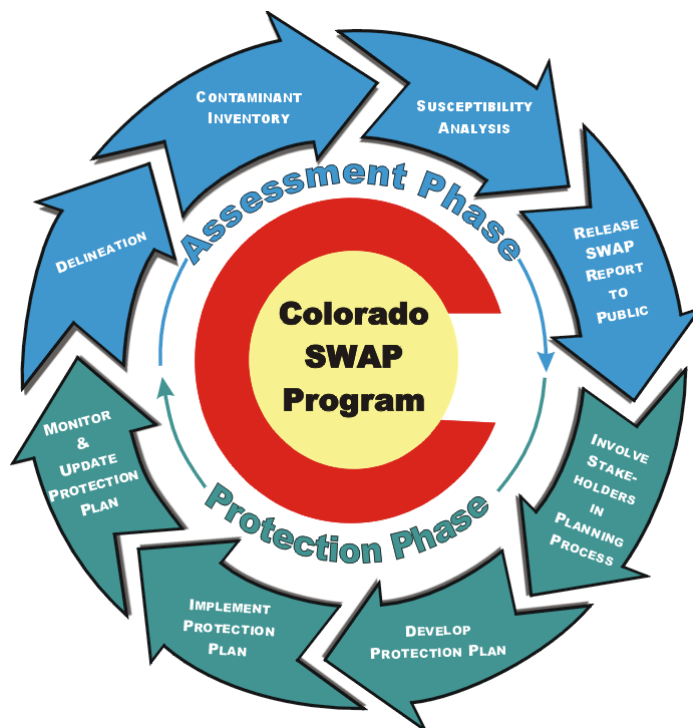 CONTAMINANT
INVENTORY
SUSCEPTIBILITY
ANALYSIS
Assessment Phase
DELINEATION
RELEASE
SWAP
REPORT
TO
PUBLIC
Colorado
SWAP
Program
MONITOR
&
UPDATE
PROTECTION
PLAN
INVOLVE
STAKE-
HOLDERS
IN
PLANNING
PROCESS
Protection Phase
IMPLEMENT
PROTECTION
PLAN
DEVELOP
PROTECTION PLAN